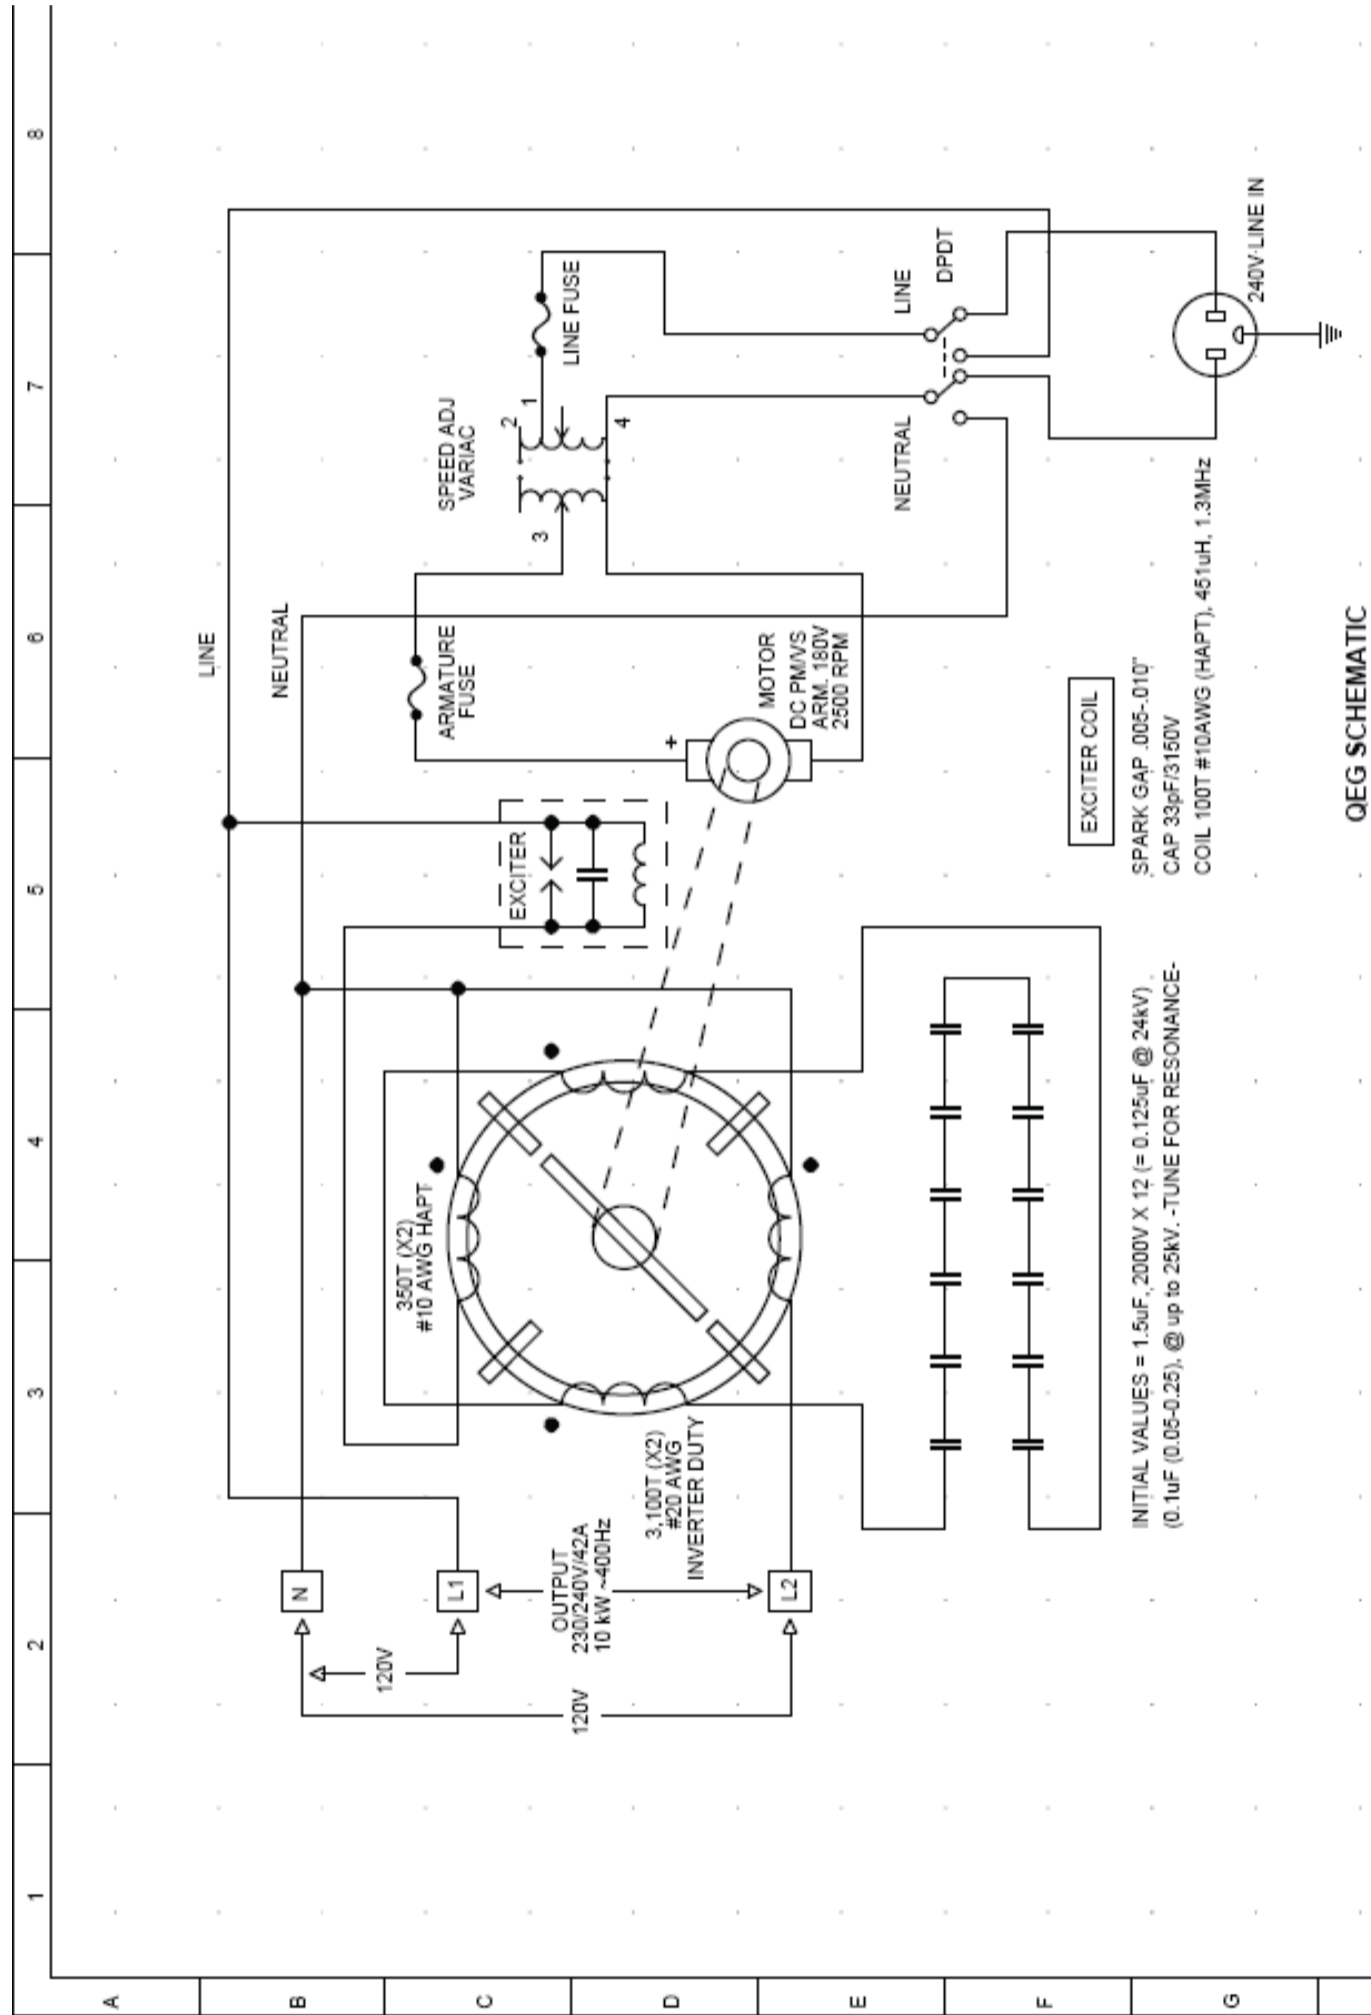 1
2
3
4
5
6
7
8
A
B
C
D
E
F
G
LINE
NEUTRAL
SPEED ADJ
VARIAC
2
1
3
4
LINE FUSE
ARMATURE
FUSE
LINE
DPDT
NEUTRAL
240V LINE IN
EXCITER
+
MOTOR
DC PM/VS
ARM. 180V
2500 RPM
350T (X2)
#10 AWG HAPT
3,100T (X2)
#20 AWG
INVERTER DUTY
N
L1
L2
120V
120V
OUTPUT
230/240V/42A
10 kW ~400Hz
EXCITER COIL
SPARK GAP .005-.010"
CAP 33pF/3150V
COIL 100T #10AWG (HAPT), 451uH, 1.3MHz
INITIAL VALUES = 1.5uF, 2000V X 12 (= 0.125uF @ 24kV)
(0.1uF (0.05-0.25), @ up to 25kV. -TUNE FOR RESONANCE-
QEG SCHEMATIC